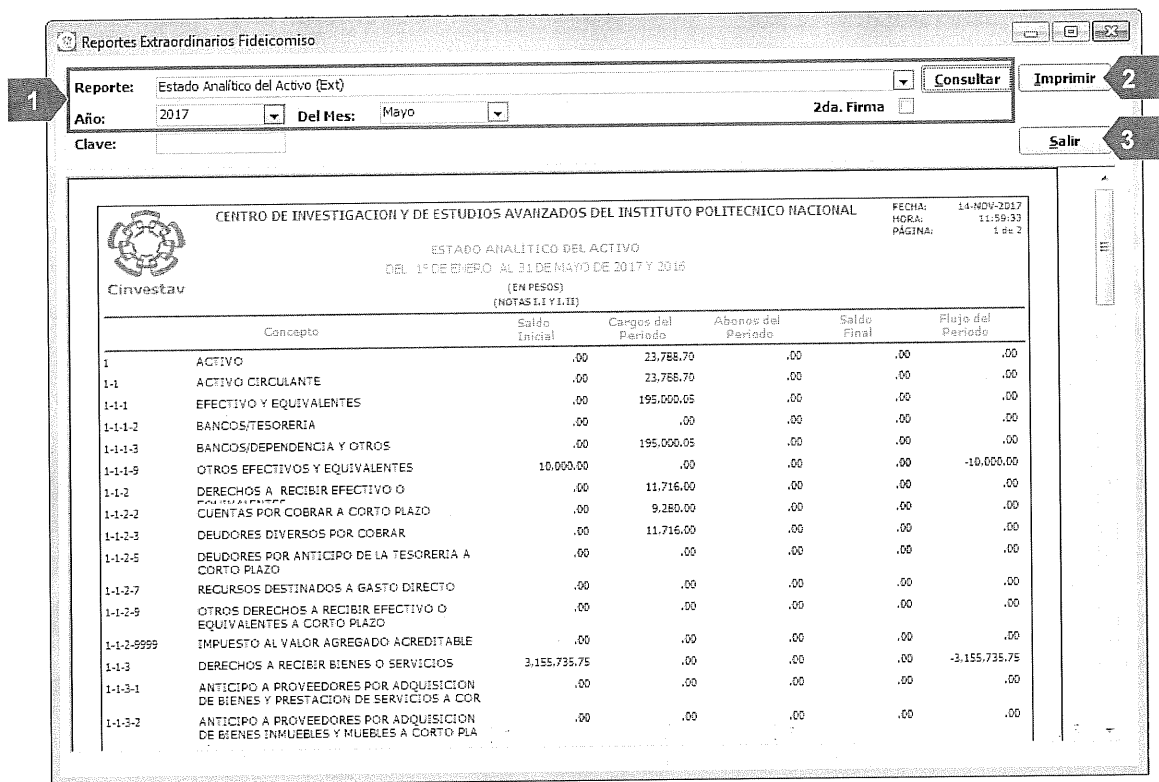 Reportes Extraordinarios Fideicomiso
1 Reporte: Estado Analítico del Activo (Ext) Consultar Imprimir 2
Año: 2017 Del Mes: Mayo 2da. Firma
Clave: Salir 3
CENTRO DE INVESTIGACION Y DE ESTUDIOS AVANZADOS DEL INSTITUTO POLITECNICO NACIONAL
FECHA: 14-NOV-2017
HORA: 11:59:33
PÁGINA: 1 de 2
Cinvestav
ESTADO ANALITICO DEL ACTIVO
DEL 1º DE ENERO AL 31 DE MAYO DE 2017 Y 2016
(EN PESOS)
(NOTAS I.I Y I.II)
Concepto Saldo Inicial Cargos del Periodo Abonos del Periodo Saldo Final Flujo del Periodo
1 ACTIVO .00 23,788.70 .00 .00 .00
1-1 ACTIVO CIRCULANTE .00 23,788.70 .00 .00 .00
1-1-1 EFECTIVO Y EQUIVALENTES .00 195,000.05 .00 .00 .00
1-1-1-2 BANCOS/TESORERIA .00 .00 .00 .00 .00
1-1-1-3 BANCOS/DEPENDENCIA Y OTROS .00 195,000.05 .00 .00 .00
1-1-1-9 OTROS EFECTIVOS Y EQUIVALENTES 10,000.00 .00 .00 .00 -10,000.00
1-1-2 DERECHOS A RECIBIR EFECTIVO O .00 11,716.00 .00 .00 .00
1-1-2-2 CUENTAS POR COBRAR A CORTO PLAZO .00 9,280.00 .00 .00 .00
1-1-2-3 DEUDORES DIVERSOS POR COBRAR .00 11,716.00 .00 .00 .00
1-1-2-5 DEUDORES POR ANTICIPO DE LA TESORERIA A .00 .00 .00 .00 .00
CORTO PLAZO
1-1-2-7 RECURSOS DESTINADOS A GASTO DIRECTO .00 .00 .00 .00 .00
1-1-2-9 OTROS DERECHOS A RECIBIR EFECTIVO O .00 .00 .00 .00 .00
EQUIVALENTES A CORTO PLAZO
1-1-2-9999 IMPUESTO AL VALOR AGREGADO ACREDITABLE .00 .00 .00 .00 .00
1-1-3 DERECHOS A RECIBIR BIENES O SERVICIOS 3,155,735.75 .00 .00 .00 -3,155,735.75
1-1-3-1 ANTICIPO A PROVEEDORES POR ADQUISICION .00 .00 .00 .00 .00
DE BIENES Y PRESTACION DE SERVICIOS A COR
1-1-3-2 ANTICIPO A PROVEEDORES POR ADQUISICION .00 .00 .00 .00 .00
DE BIENES INMUEBLES Y MUEBLES A CORTO PLA